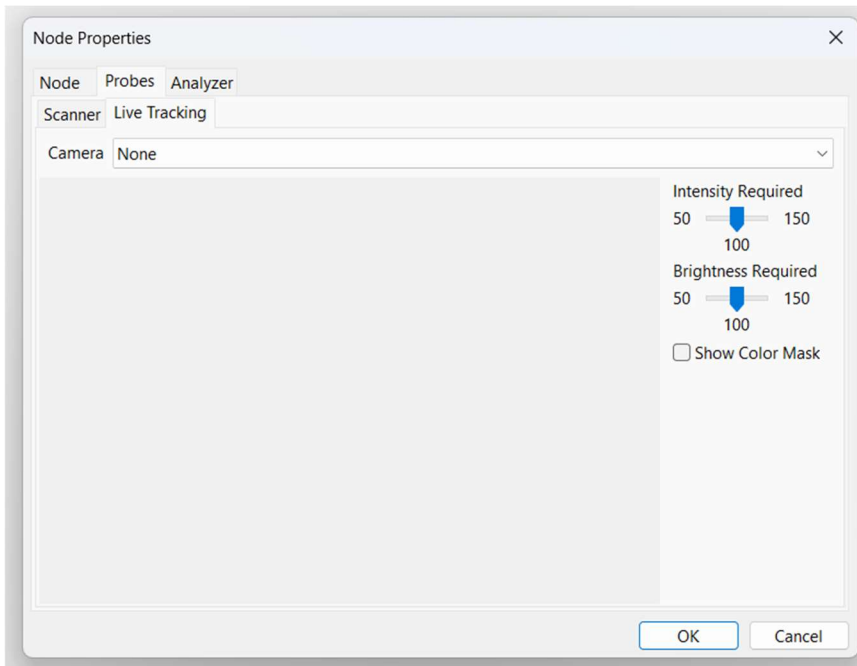 Node Properties
Node Probes Analyzer
Scanner Live Tracking
Camera None
Intensity Required
50 150
100
Brightness Required
50 150
100
Show Color Mask
OK Cancel